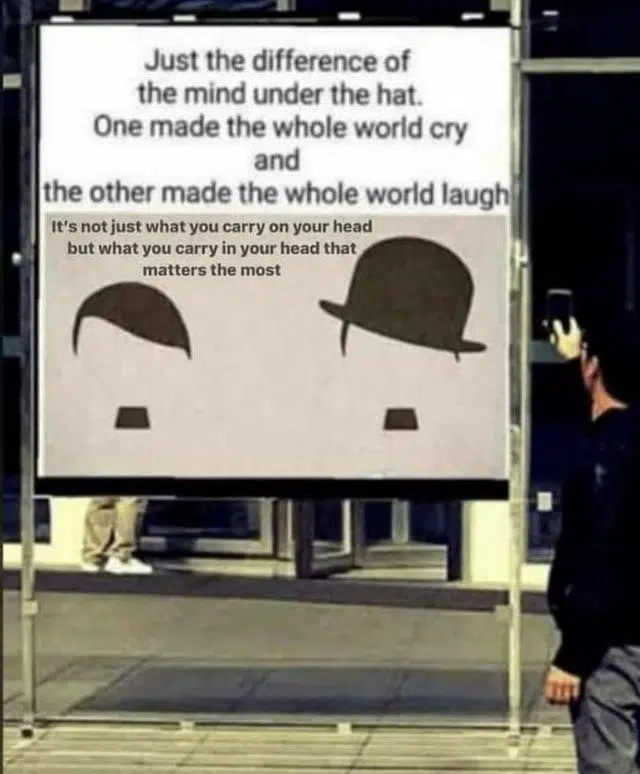 Just the difference of
the mind under the hat.
One made the whole world cry
and
the other made the whole world laugh
It's not just what you carry on your head
but what you carry in your head that
matters the most